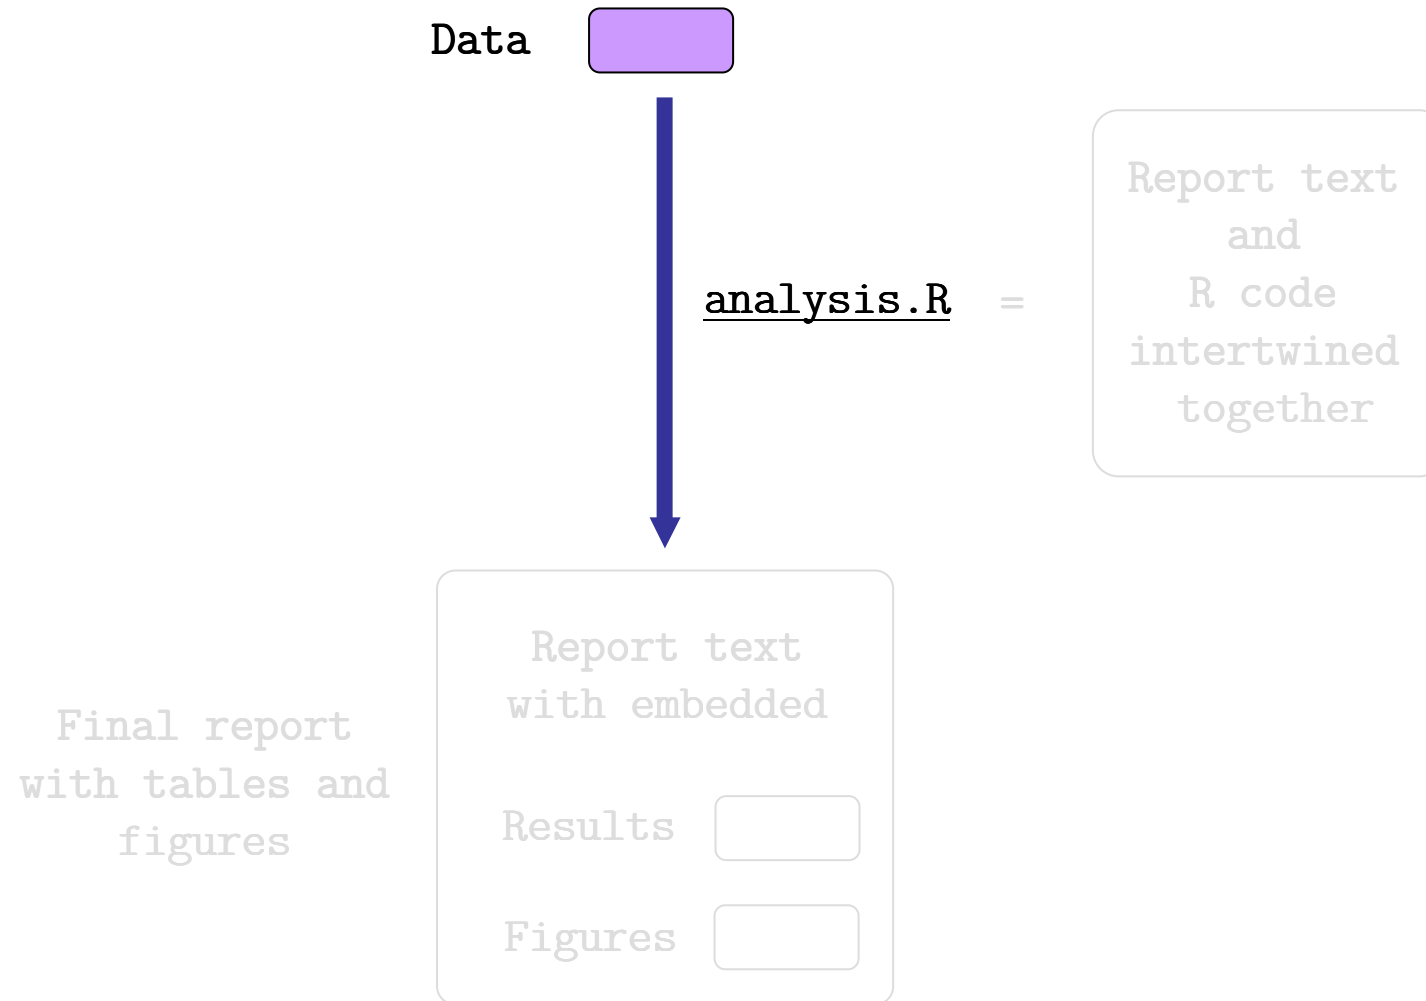 Data
analysis.R =
Report text
and
R code
intertwined
together
Report text
with embedded
Results
Figures
Final report
with tables and
figures